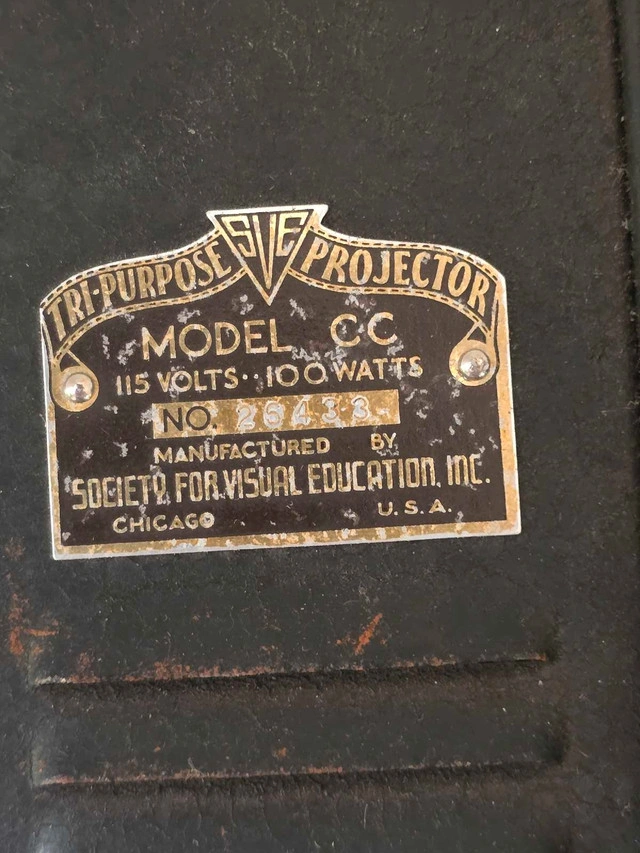 SVE
TRI-PURPOSE PROJECTOR
MODEL CC
115 VOLTS·· 100 WATTS
NO. 26433
MANUFACTURED BY
SOCIETY FOR VISUAL EDUCATION, INC.
CHICAGO U.S.A.